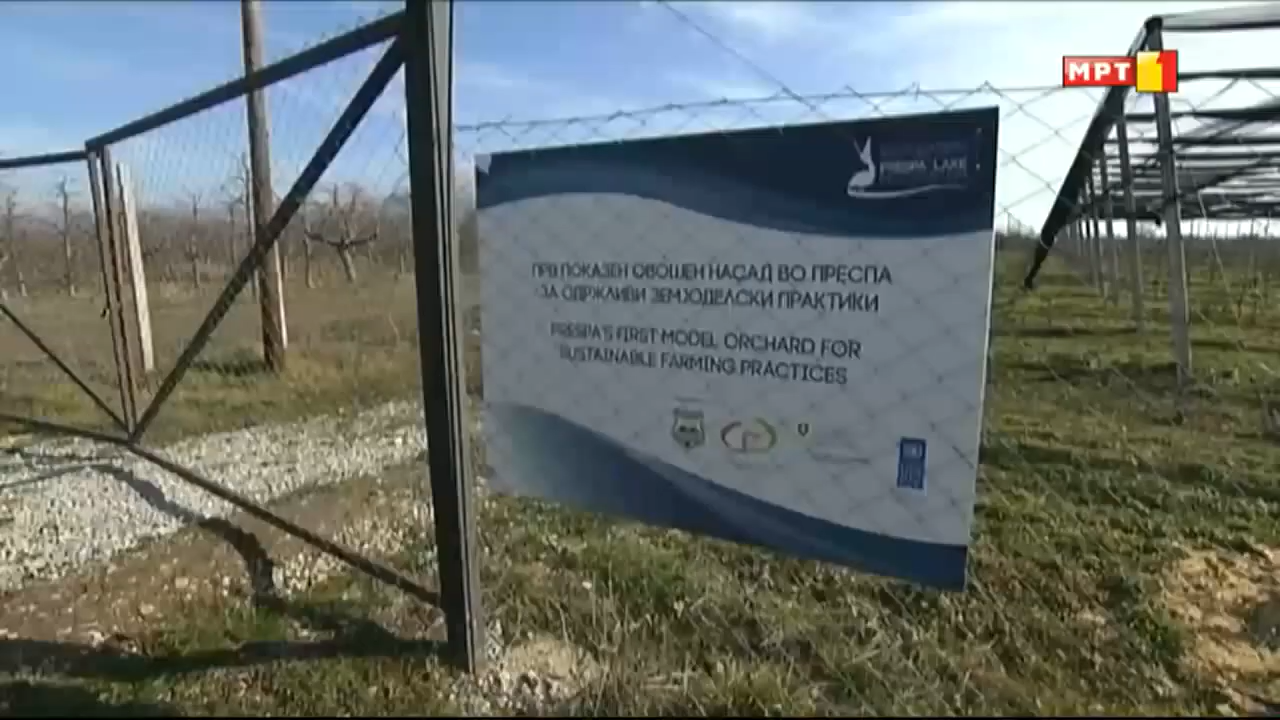 МРТ 1
PRESPA LAKE
ПРВ ПОКАЗЕН ОВОШЕН НАСАД ВО ПРЕСПА
ЗА ОДРЖЛИВИ ЗЕМЈОДЕЛСКИ ПРАКТИКИ
PRESPA'S FIRST MODEL ORCHARD FOR
SUSTAINABLE FARMING PRACTICES